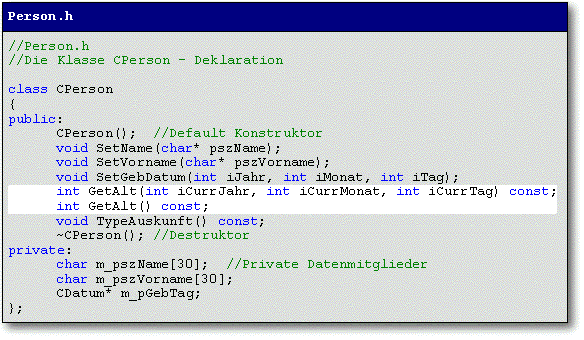 Person.h
//Person.h
//Die Klasse CPerson - Deklaration
class CPerson
{
public:
CPerson();  //Default Konstruktor
void SetName(char* pszName);
void SetVorname(char* pszVorname);
void SetGebDatum(int iJahr, int iMonat, int iTag);
int GetAlt(int iCurrJahr, int iCurrMonat, int iCurrTag) const;
int GetAlt() const;
void TypeAuskunft() const;
~CPerson(); //Destruktor
private:
char m_pszName[30];  //Private Datenmitglieder
char m_pszVorname[30];
CDatum* m_pGebTag;
};